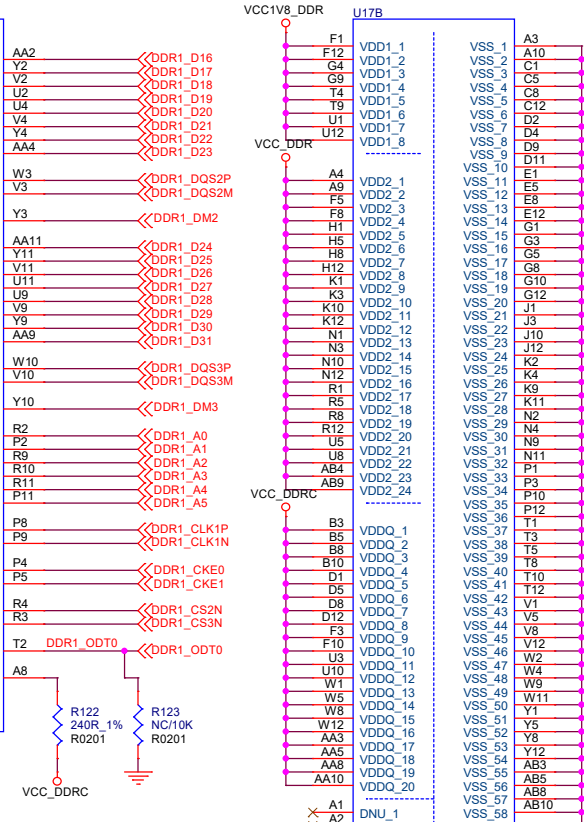 AA2 DDR1_D16
Y2 DDR1_D17
V2 DDR1_D18
U2 DDR1_D19
U4 DDR1_D20
V4 DDR1_D21
Y4 DDR1_D22
AA4 DDR1_D23
W3 DDR1_DQS2P
V3 DDR1_DQS2M
Y3 DDR1_DM2
AA11 DDR1_D24
Y11 DDR1_D25
V11 DDR1_D26
U11 DDR1_D27
U9 DDR1_D28
V9 DDR1_D29
Y9 DDR1_D30
AA9 DDR1_D31
W10 DDR1_DQS3P
V10 DDR1_DQS3M
Y10 DDR1_DM3
R2 DDR1_A0
P2 DDR1_A1
R9 DDR1_A2
R10 DDR1_A3
R11 DDR1_A4
P11 DDR1_A5
P8 DDR1_CLK1P
P9 DDR1_CLK1N
P4 DDR1_CKE0
P5 DDR1_CKE1
R4 DDR1_CS2N
R3 DDR1_CS3N
T2 DDR1_ODT0 DDR1_ODT0
A8
R122
240R_1%
R0201
R123
NC/10K
R0201
VCC_DDRC
VCC1V8_DDR
U17B
F1 VDD1_1
F12 VDD1_2
G4 VDD1_3
G9 VDD1_4
T4 VDD1_5
T9 VDD1_6
U1 VDD1_7
U12 VDD1_8
VCC_DDR
A4 VDD2_1
A9 VDD2_2
F5 VDD2_3
F8 VDD2_4
H1 VDD2_5
H5 VDD2_6
H8 VDD2_7
H12 VDD2_8
K1 VDD2_9
K3 VDD2_10
K10 VDD2_11
K12 VDD2_12
N1 VDD2_13
N3 VDD2_14
N10 VDD2_15
N12 VDD2_16
R1 VDD2_17
R5 VDD2_18
R8 VDD2_19
R12 VDD2_20
U5 VDD2_21
U8 VDD2_22
AB4 VDD2_23
AB9 VDD2_24
VCC_DDRC
B3 VDDQ_1
B5 VDDQ_2
B8 VDDQ_3
B10 VDDQ_4
D1 VDDQ_5
D5 VDDQ_6
D8 VDDQ_7
D12 VDDQ_8
F3 VDDQ_9
F10 VDDQ_10
U3 VDDQ_11
U10 VDDQ_12
W1 VDDQ_13
W5 VDDQ_14
W8 VDDQ_15
W12 VDDQ_16
AA3 VDDQ_17
AA5 VDDQ_18
AA8 VDDQ_19
AA10 VDDQ_20
A1 DNU_1
A2
VSS_1 A3
VSS_2 A10
VSS_3 C1
VSS_4 C5
VSS_5 C8
VSS_6 C12
VSS_7 D2
VSS_8 D4
VSS_9 D9
VSS_10 D11
VSS_11 E1
VSS_12 E5
VSS_13 E8
VSS_14 E12
VSS_15 G1
VSS_16 G3
VSS_17 G5
VSS_18 G8
VSS_19 G10
VSS_20 G12
VSS_21 J1
VSS_22 J3
VSS_23 J10
VSS_24 J12
VSS_25 K2
VSS_26 K4
VSS_27 K9
VSS_28 K11
VSS_29 N2
VSS_30 N4
VSS_31 N9
VSS_32 N11
VSS_33 P1
VSS_34 P3
VSS_35 P10
VSS_36 P12
VSS_37 T1
VSS_38 T3
VSS_39 T5
VSS_40 T8
VSS_41 T10
VSS_42 T12
VSS_43 V1
VSS_44 V5
VSS_45 V8
VSS_46 V12
VSS_47 W2
VSS_48 W4
VSS_49 W9
VSS_50 W11
VSS_51 Y1
VSS_52 Y5
VSS_53 Y8
VSS_54 Y12
VSS_55 AB3
VSS_56 AB5
VSS_57 AB8
VSS_58 AB10